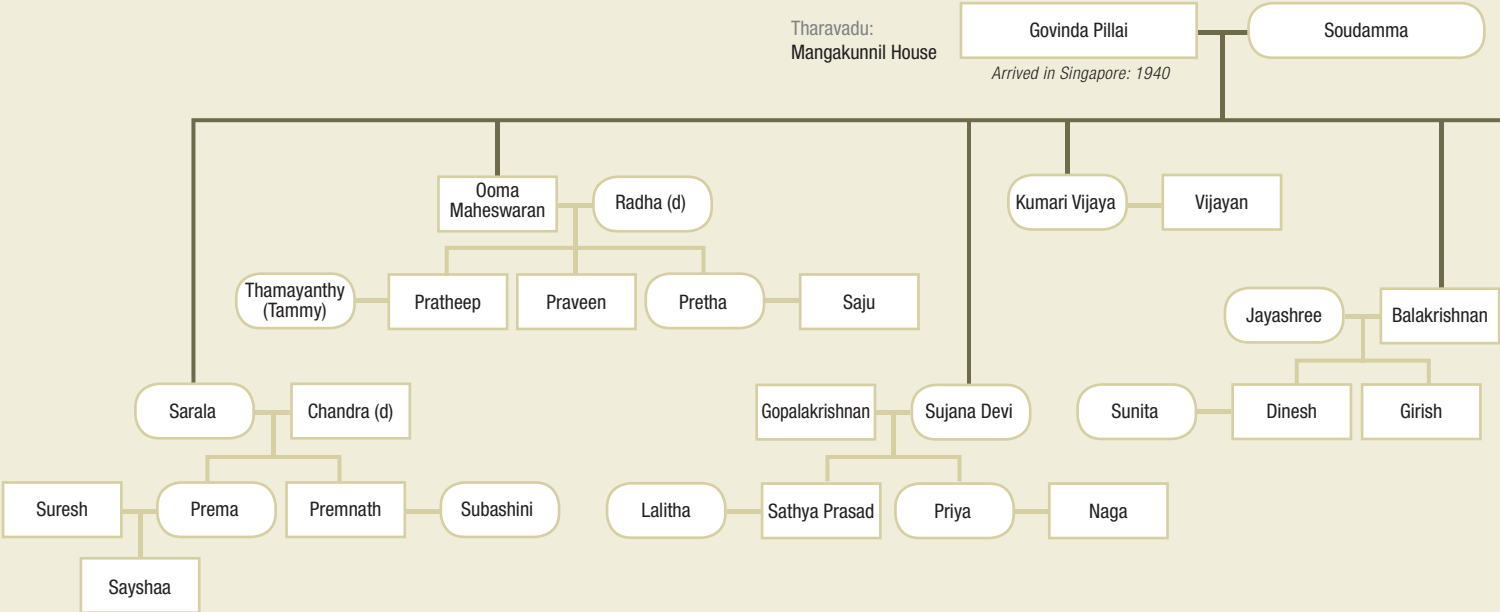 Tharavadu:
Mangakunnil House
Govinda Pillai
Soudamma
Arrived in Singapore: 1940
Ooma
Maheswaran
Radha (d)
Kumari Vijaya
Vijayan
Thamayanthy
(Tammy)
Pratheep
Praveen
Pretha
Saju
Jayashree
Balakrishnan
Sarala
Chandra (d)
Gopalakrishnan
Sujana Devi
Sunita
Dinesh
Girish
Suresh
Prema
Premnath
Subashini
Lalitha
Sathya Prasad
Priya
Naga
Sayshaa